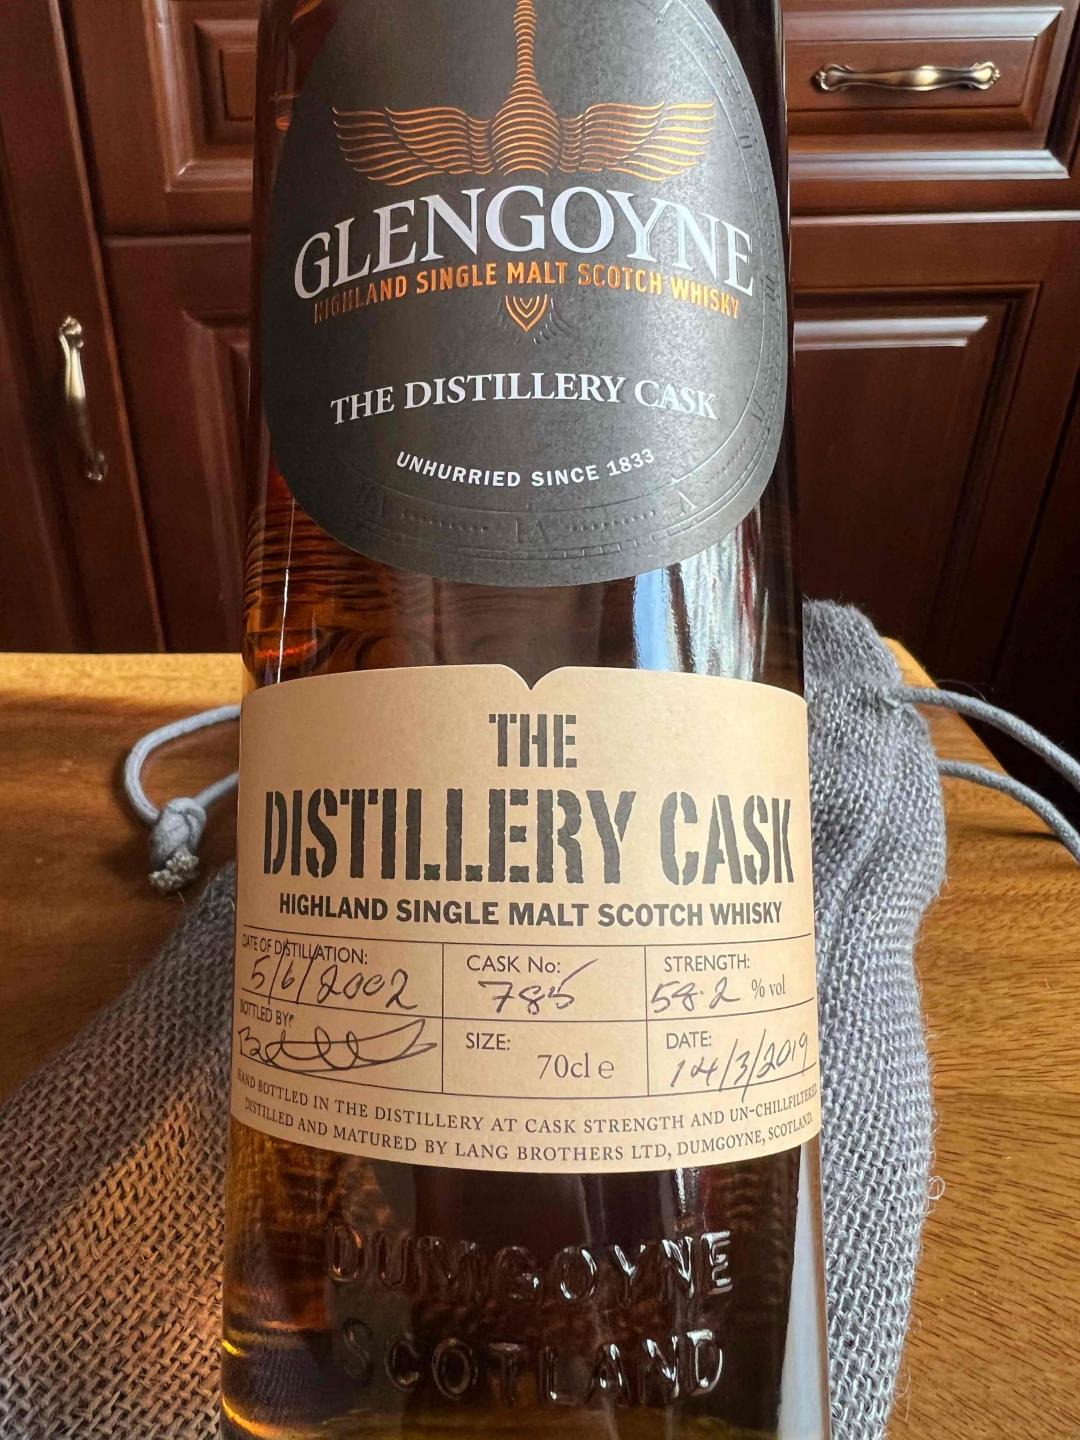 GLENGOYNE
HIGHLAND SINGLE MALT SCOTCH WHISKY
THE DISTILLERY CASK
UNHURRIED SINCE 1833
THE
DISTILLERY CASK
HIGHLAND SINGLE MALT SCOTCH WHISKY
DATE OF DISTILLATION:
5/6/2002
CASK No:
785
STRENGTH:
58.2 % vol
BOTTLED BY:
SIZE:
70cl e
DATE:
14/3/2019
HAND BOTTLED IN THE DISTILLERY AT CASK STRENGTH AND UN-CHILLFILTERED
DISTILLED AND MATURED BY LANG BROTHERS LTD, DUMGOYNE, SCOTLAND.
DUMGOYNE
SCOTLAND